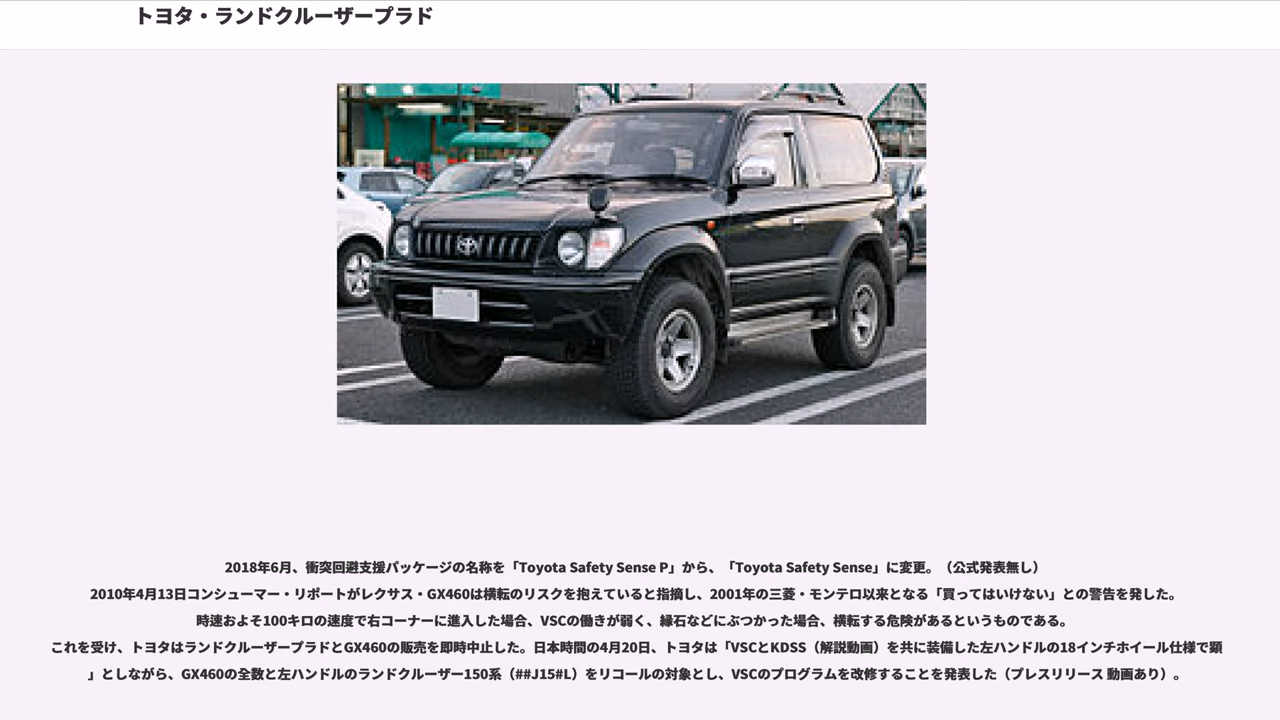 トヨタ・ランドクルーザープラド
2018年6月、衝突回避支援パッケージの名称を「Toyota Safety Sense P」から、「Toyota Safety Sense」に変更。（公式発表無し）
2010年4月13日コンシューマー・リポートがレクサス・GX460は横転のリスクを抱えていると指摘し、2001年の三菱・モンテロ以来となる「買ってはいけない」との警告を発した。
時速およそ100キロの速度で右コーナーに進入した場合、VSCの働きが弱く、縁石などにぶつかった場合、横転する危険があるというものである。
これを受け、トヨタはランドクルーザープラドとGX460の販売を即時中止した。日本時間の4月20日、トヨタは「VSCとKDSS（解説動画）を共に装備した左ハンドルの18インチホイール仕様で顕
」としながら、GX460の全数と左ハンドルのランドクルーザー150系（##J15#L）をリコールの対象とし、VSCのプログラムを改修することを発表した（プレスリリース 動画あり）。